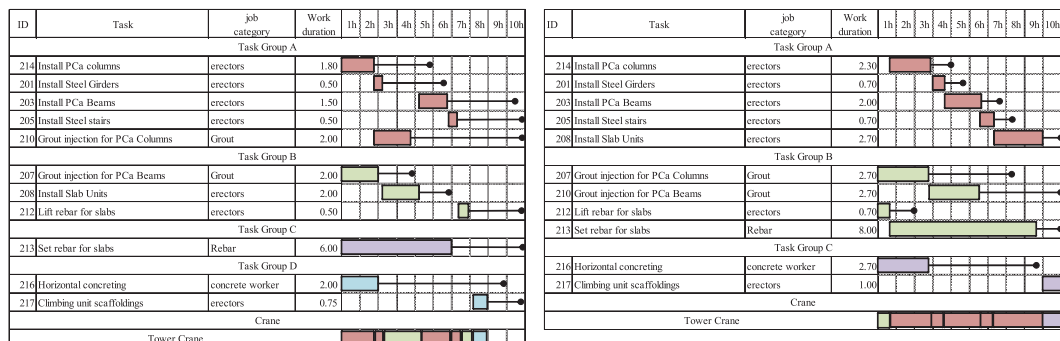 ID Task job category Work duration 1h 2h 3h 4h 5h 6h 7h 8h 9h 10h
Task Group A
214 Install PCa columns erectors 1.80
201 Install Steel Girders erectors 0.50
203 Install PCa Beams erectors 1.50
205 Install Steel stairs erectors 0.50
210 Grout injection for PCa Columns Grout 2.00
Task Group B
207 Grout injection for PCa Beams Grout 2.00
208 Install Slab Units erectors 2.00
212 Lift rebar for slabs erectors 0.50
Task Group C
213 Set rebar for slabs Rebar 6.00
Task Group D
216 Horizontal concreting concrete worker 2.00
217 Climbing unit scaffoldings erectors 0.75
Crane
Tower Crane
ID Task job category Work duration 1h 2h 3h 4h 5h 6h 7h 8h 9h 10h
Task Group A
214 Install PCa columns erectors 2.30
201 Install Steel Girders erectors 0.70
203 Install PCa Beams erectors 2.00
205 Install Steel stairs erectors 0.70
208 Install Slab Units erectors 2.70
Task Group B
207 Grout injection for PCa Columns Grout 2.70
210 Grout injection for PCa Beams Grout 2.70
212 Lift rebar for slabs erectors 0.70
213 Set rebar for slabs Rebar 8.00
Task Group C
216 Horizontal concreting concrete worker 2.70
217 Climbing unit scaffoldings erectors 1.00
Crane
Tower Crane